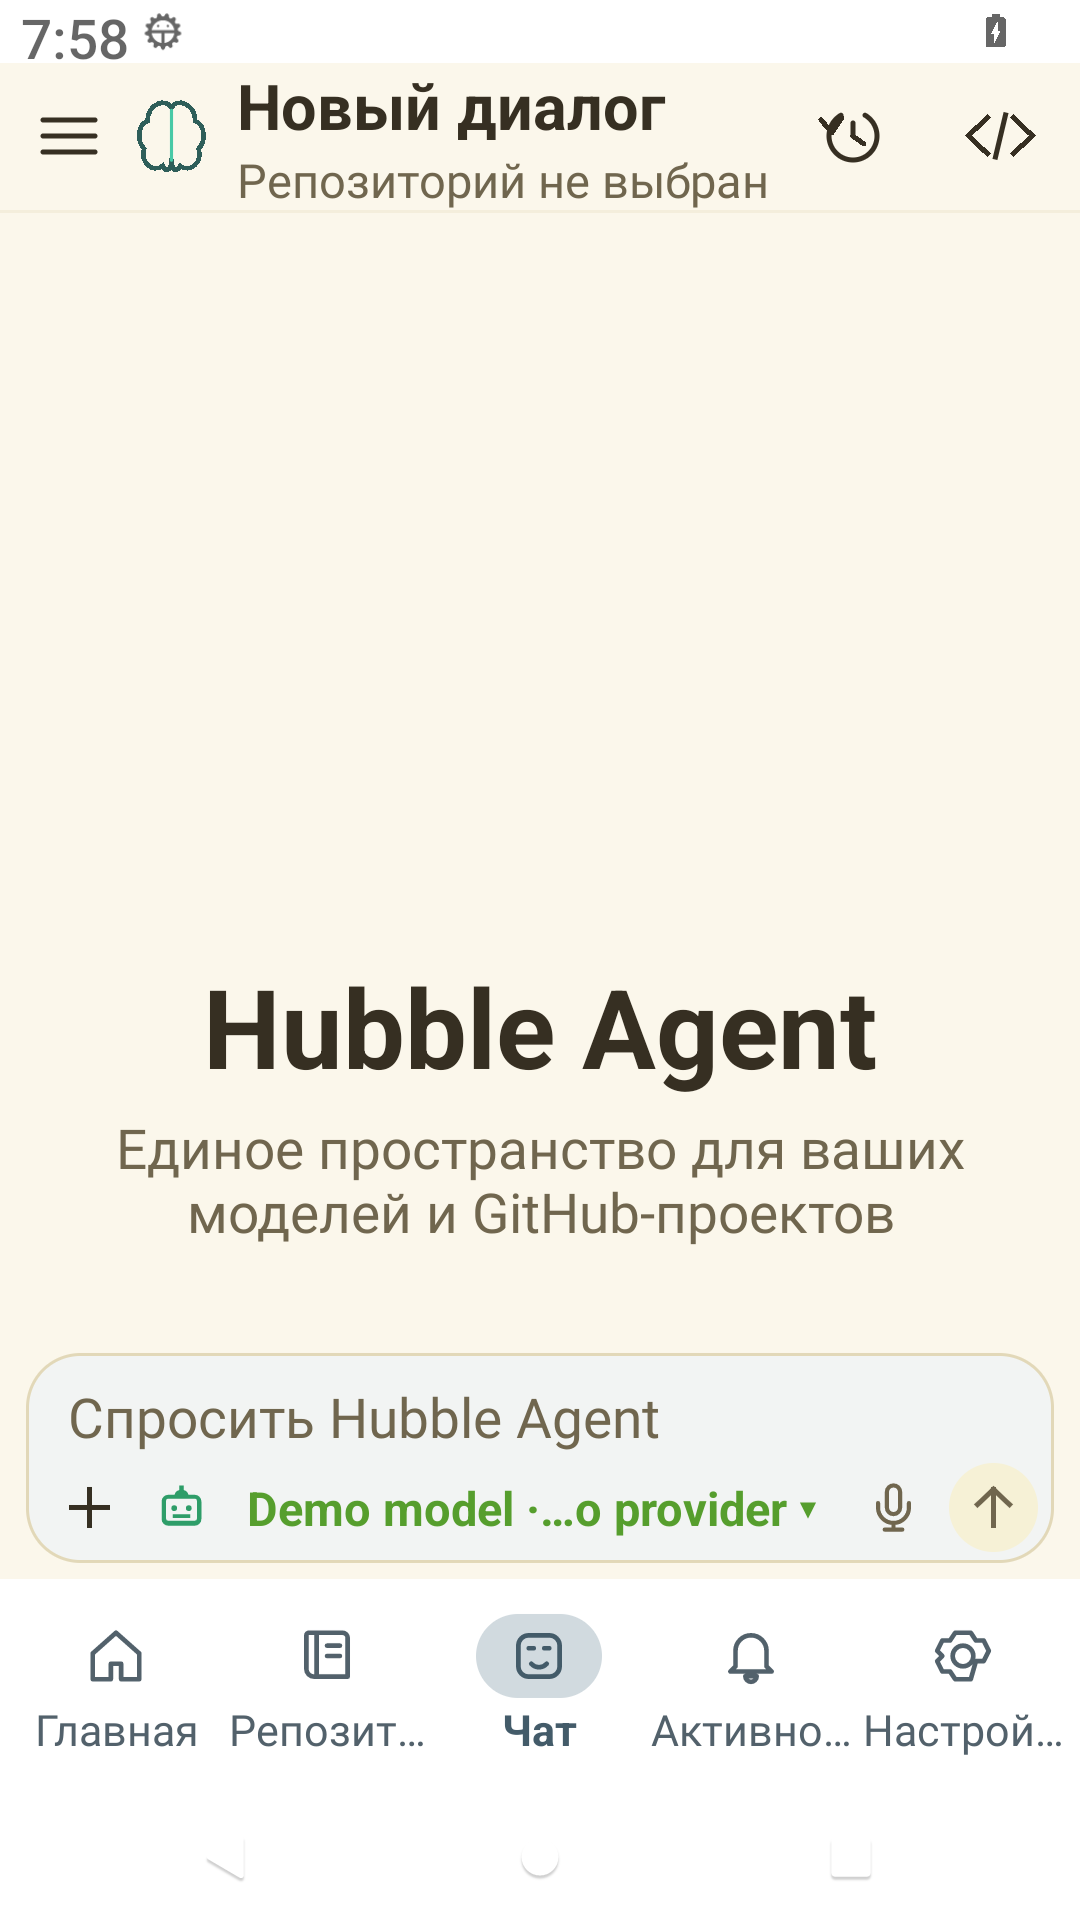 7:58
Новый диалог
Репозиторий не выбран
Hubble Agent
Единое пространство для ваших
моделей и GitHub-проектов
Спросить Hubble Agent
Demo model ·…o provider ▾
Главная
Репозит…
Чат
Активно…
Настрой…